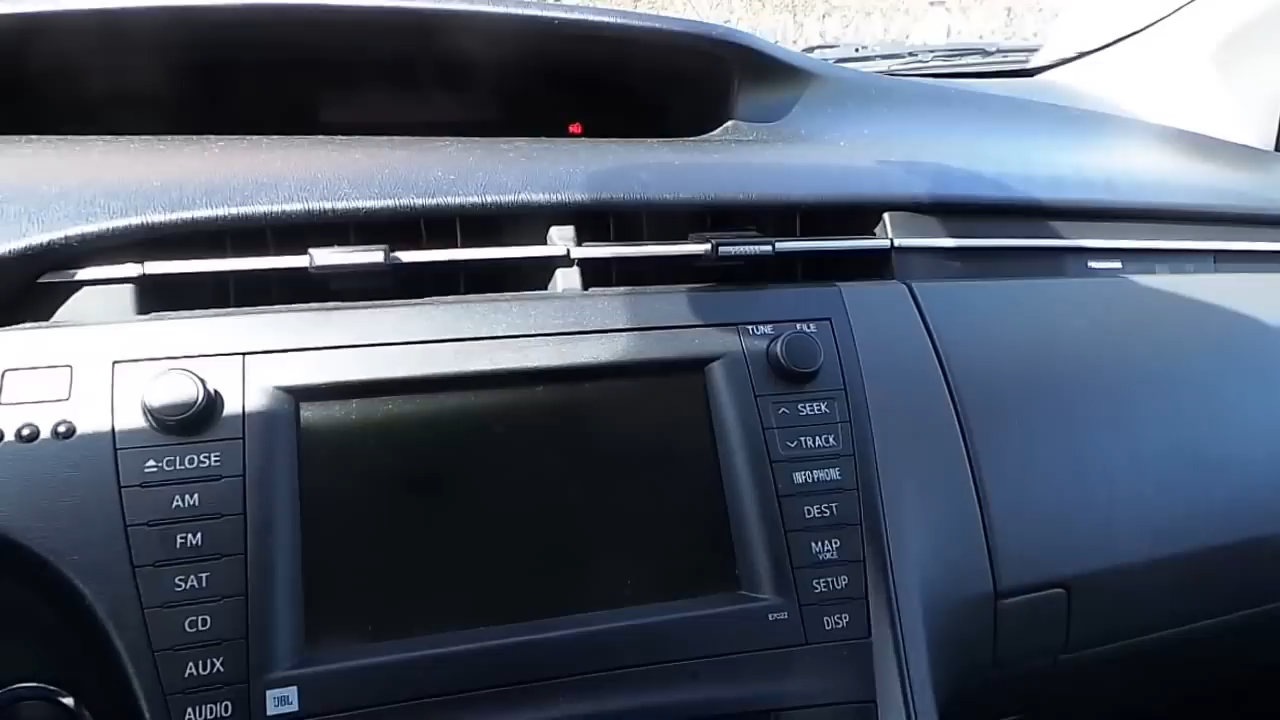 TUNE FILE
SEEK
TRACK
INFO PHONE
DEST
MAP
VOICE
SETUP
DISP
E7022
CLOSE
AM
FM
SAT
CD
AUX
AUDIO
JBL